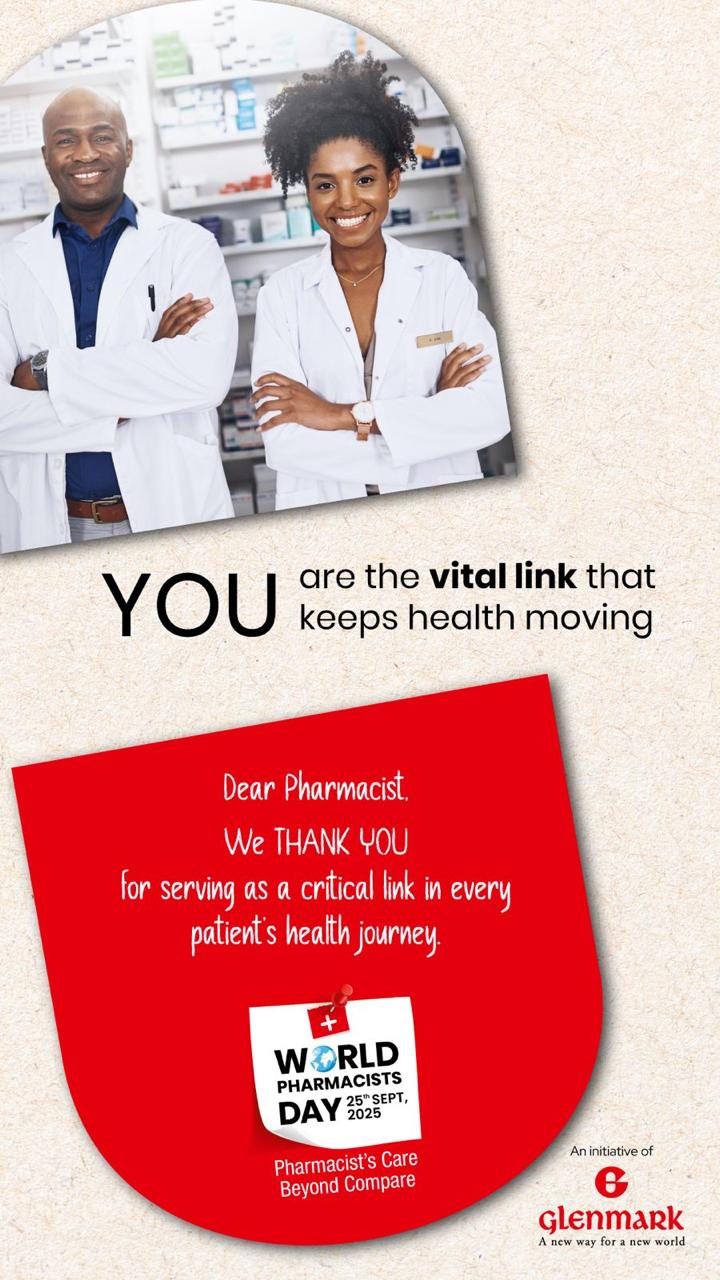 YOU are the vital link that
keeps health moving
Dear Pharmacist,
We THANK YOU
for serving as a critical link in every
patient's health journey.
WORLD
PHARMACISTS
DAY 25th SEPT,
2025
Pharmacist's Care
Beyond Compare
An initiative of
glenmark
A new way for a new world